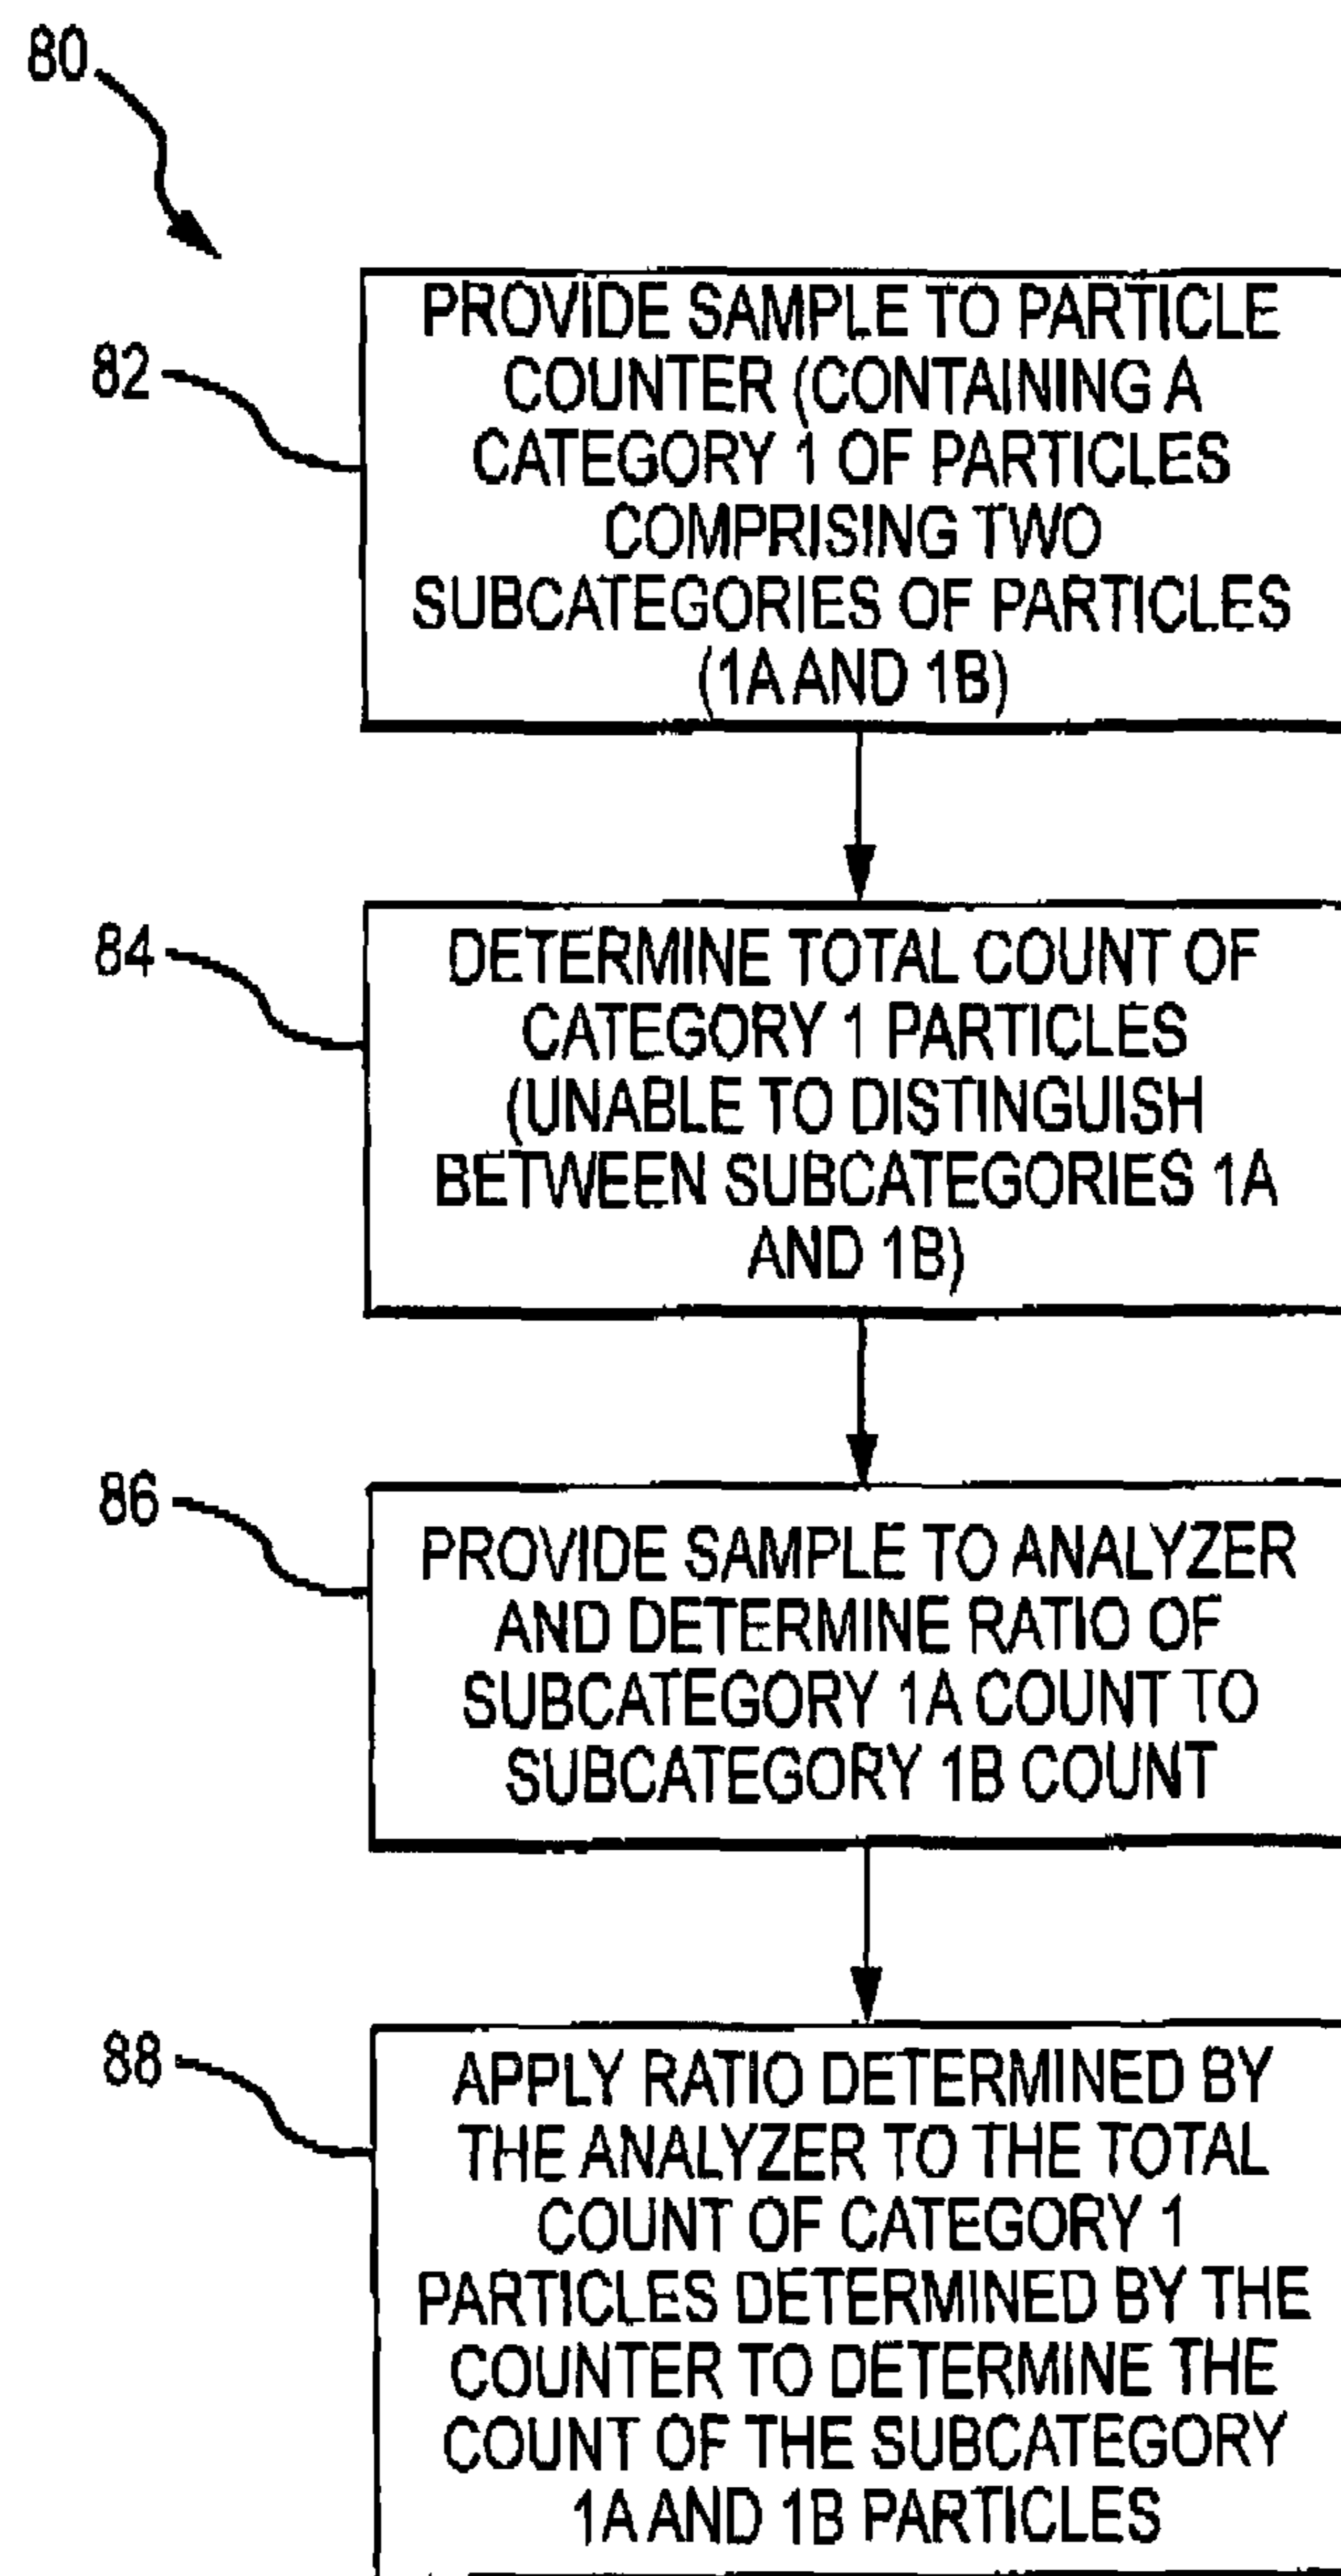 80
82
PROVIDE SAMPLE TO PARTICLE
COUNTER (CONTAINING A
CATEGORY 1 OF PARTICLES
COMPRISING TWO
SUBCATEGORIES OF PARTICLES
(1A AND 1B)
84
DETERMINE TOTAL COUNT OF
CATEGORY 1 PARTICLES
(UNABLE TO DISTINGUISH
BETWEEN SUBCATEGORIES 1A
AND 1B)
86
PROVIDE SAMPLE TO ANALYZER
AND DETERMINE RATIO OF
SUBCATEGORY 1A COUNT TO
SUBCATEGORY 1B COUNT
88
APPLY RATIO DETERMINED BY
THE ANALYZER TO THE TOTAL
COUNT OF CATEGORY 1
PARTICLES DETERMINED BY THE
COUNTER TO DETERMINE THE
COUNT OF THE SUBCATEGORY
1A AND 1B PARTICLES